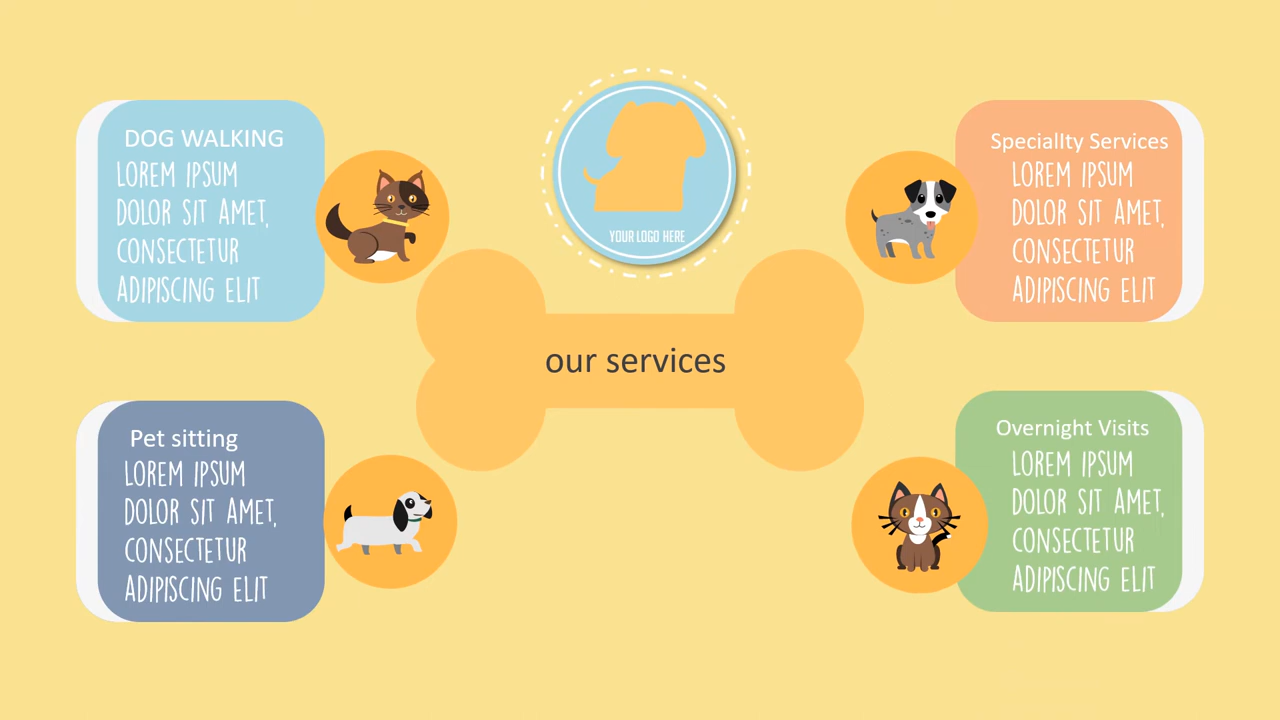 DOG WALKING
LOREM IPSUM
DOLOR SIT AMET,
CONSECTETUR
ADIPISCING ELIT
YOUR LOGO HERE
Speciallty Services
LOREM IPSUM
DOLOR SIT AMET,
CONSECTETUR
ADIPISCING ELIT
our services
Pet sitting
LOREM IPSUM
DOLOR SIT AMET,
CONSECTETUR
ADIPISCING ELIT
Overnight Visits
LOREM IPSUM
DOLOR SIT AMET,
CONSECTETUR
ADIPISCING ELIT